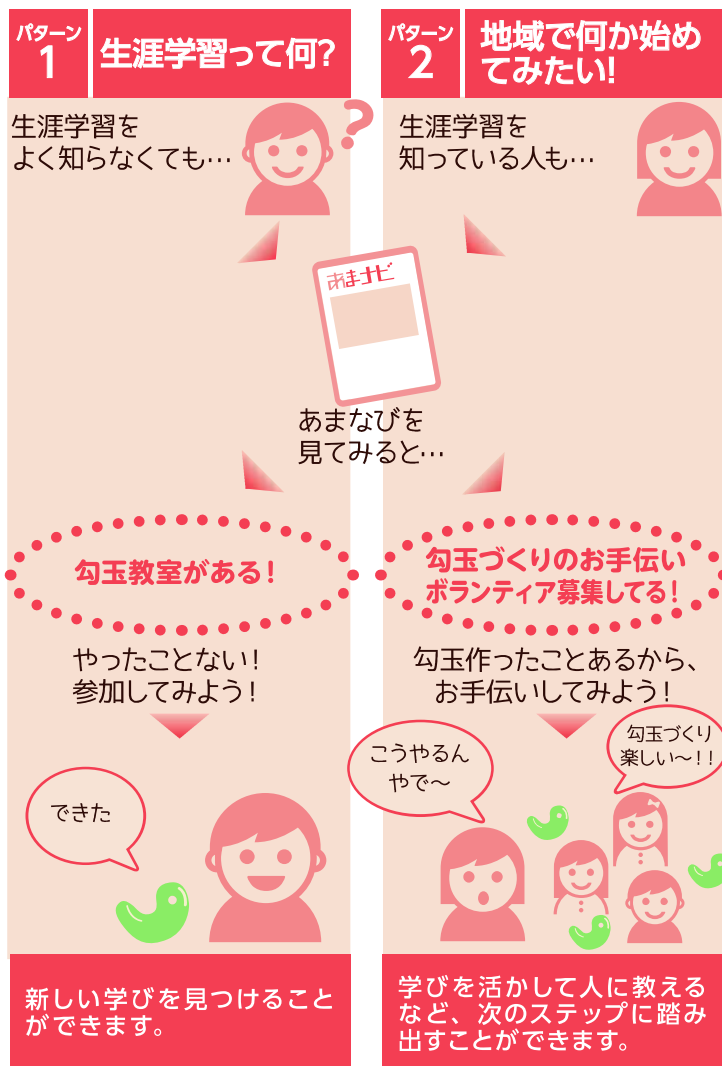 パターン
1
生涯学習って何?
生涯学習を
よく知らなくても…
パターン
2
地域で何か始め
てみたい!
生涯学習を
知っている人も…
あまナビ
あまなびを
見てみると…
勾玉教室がある！
やったことない！
参加してみよう！
できた
新しい学びを見つけること
ができます。
勾玉づくりのお手伝い
ボランティア募集してる！
勾玉作ったことあるから、
お手伝いしてみよう！
こうやるん
やで〜
勾玉づくり
楽しい〜！！
学びを活かして人に教える
など、次のステップに踏み
出すことができます。